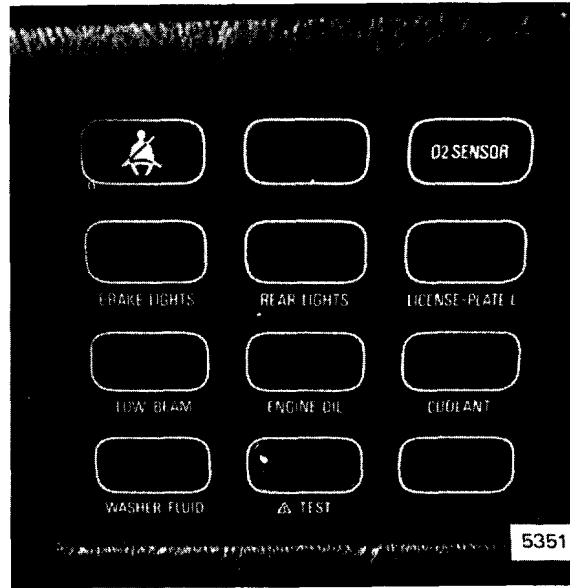 O2 SENSOR
BRAKE LIGHTS REAR LIGHTS LICENSE-PLATE L
LOW BEAM ENGINE OIL COOLANT
WASHER FLUID ⚠ TEST
5351